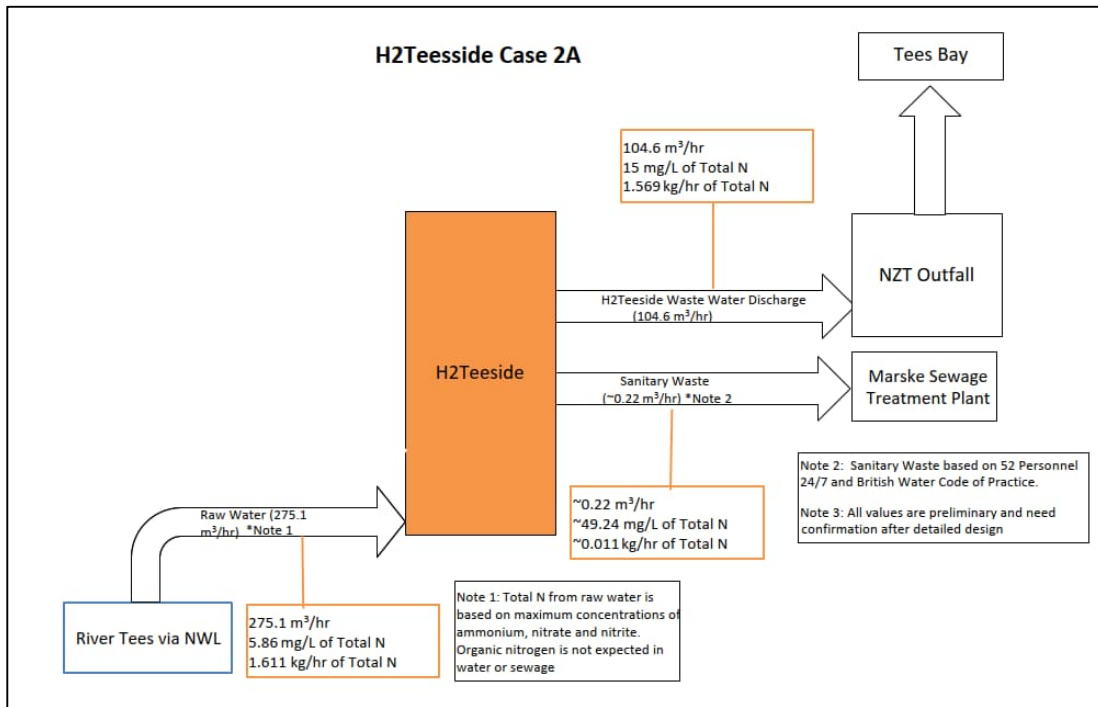 H2Teesside Case 2A
Tees Bay
104.6 m³/hr
15 mg/L of Total N
1.569 kg/hr of Total N
NZT Outfall
H2Teeside Waste Water Discharge
(104.6 m³/hr)
H2Teeside
Sanitary Waste
(~0.22 m³/hr) *Note 2
Marske Sewage
Treatment Plant
Note 2: Sanitary Waste based on 52 Personnel
24/7 and British Water Code of Practice.
Note 3: All values are preliminary and need
confirmation after detailed design
~0.22 m³/hr
~49.24 mg/L of Total N
~0.011 kg/hr of Total N
Raw Water (275.1
m³/hr) *Note 1
River Tees via NWL
275.1 m³/hr
5.86 mg/L of Total N
1.611 kg/hr of Total N
Note 1: Total N from raw water is
based on maximum concentrations of
ammonium, nitrate and nitrite.
Organic nitrogen is not expected in
water or sewage